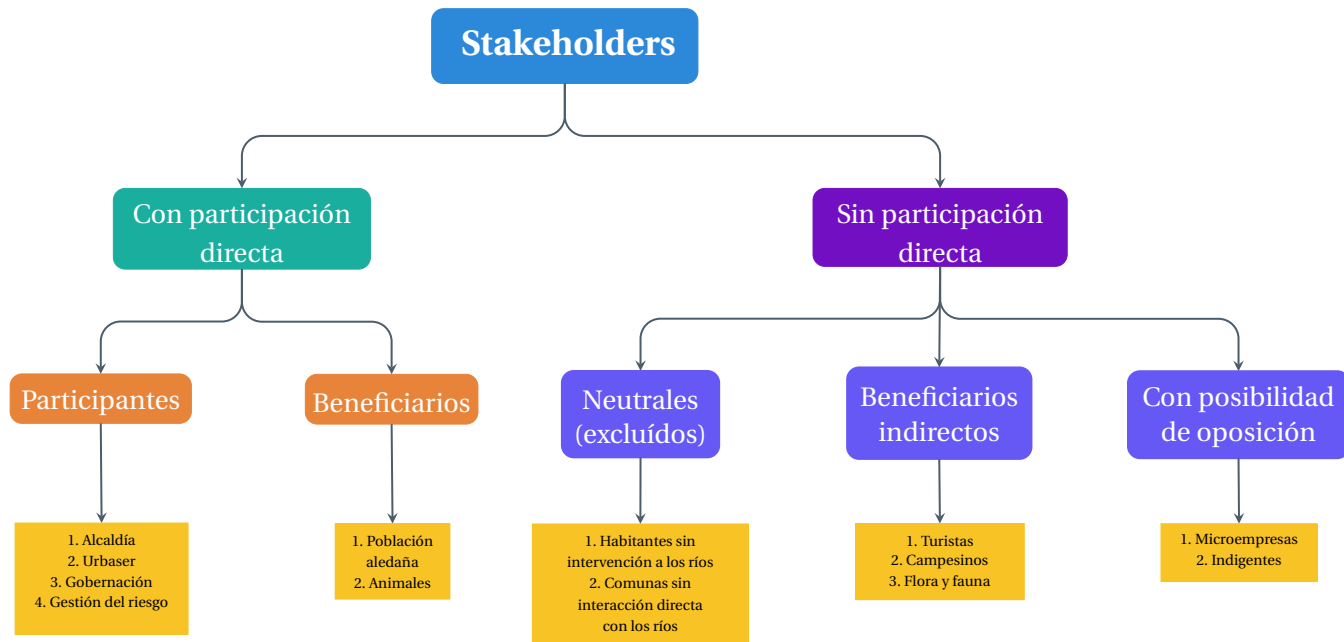 Stakeholders
Con participación
directa
Sin participación
directa
Participantes
Beneficiarios
Neutrales
(excluídos)
Beneficiarios
indirectos
Con posibilidad
de oposición
1. Alcaldía
2. Urbaser
3. Gobernación
4. Gestión del riesgo
1. Población
aledaña
2. Animales
1. Habitantes sin
intervención a los ríos
2. Comunas sin
interacción directa
con los ríos
1. Turistas
2. Campesinos
3. Flora y fauna
1. Microempresas
2. Indigentes